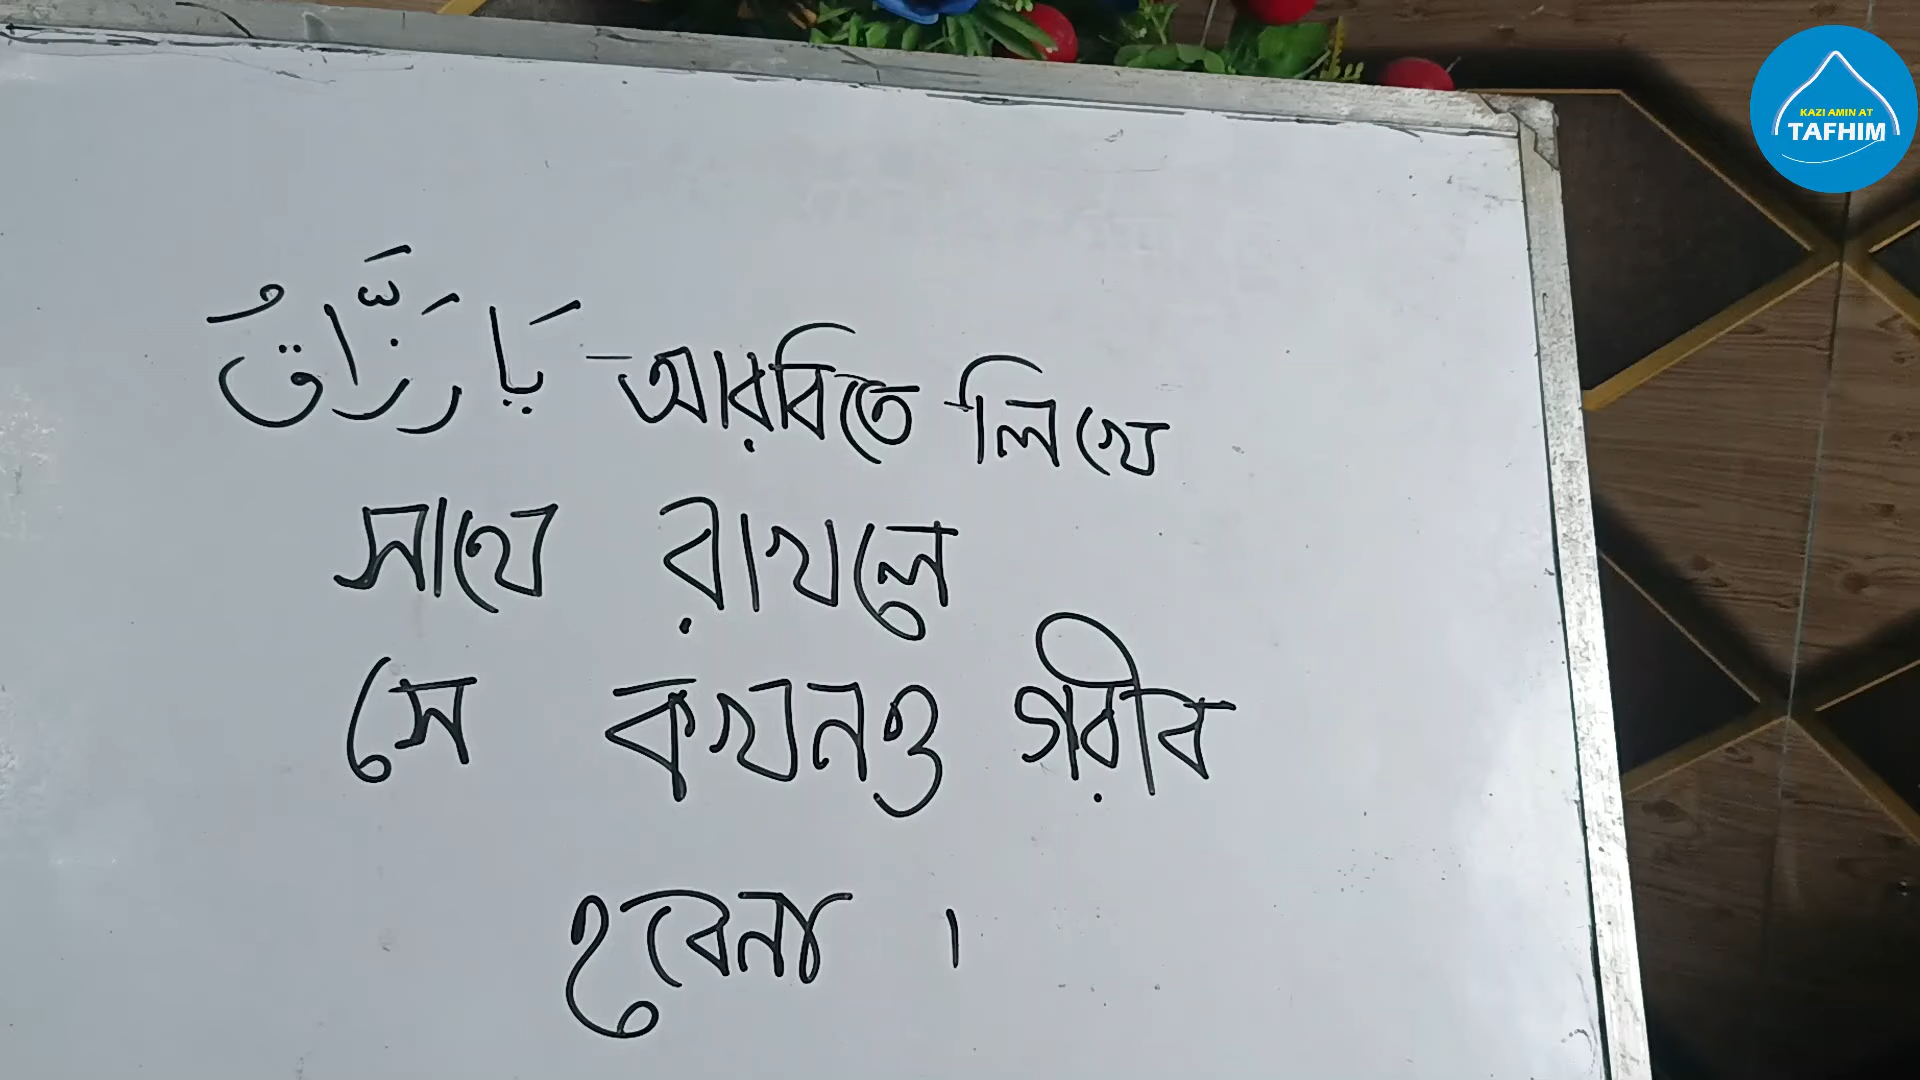 KAZI AMIN AT
TAFHIM
يَا رَزَّاقُ - আরবিতে লিখে
সাথে রাখলে
সে কখনও গরীব
হবেনা ।